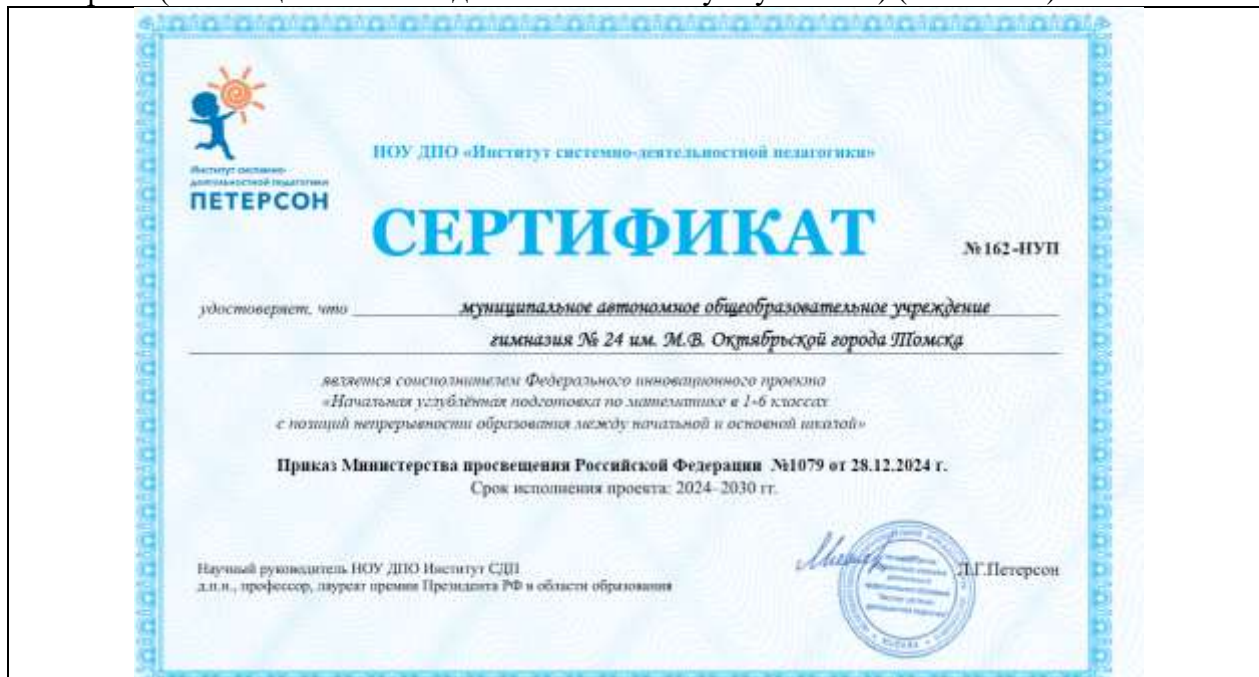 Институт системно-
деятельностной педагогики
ПЕТЕРСОН
НОУ ДПО «Институт системно-деятельностной педагогики»
СЕРТИФИКАТ
№162-НУП
удостоверяет, что муниципальное автономное общеобразовательное учреждение
гимназия № 24 им. М.В. Октябрьской города Томска
является соисполнителем Федерального инновационного проекта
«Начальная углублённая подготовка по математике в 1-6 классах
с позиций непрерывности образования между начальной и основной школой»
Приказ Министерства просвещения Российской Федерации №1079 от 28.12.2024 г.
Срок исполнения проекта: 2024–2030 гг.
Научный руководитель НОУ ДПО Институт СДП
д.п.н., профессор, лауреат премии Президента РФ в области образования
Л.Г.Петерсон